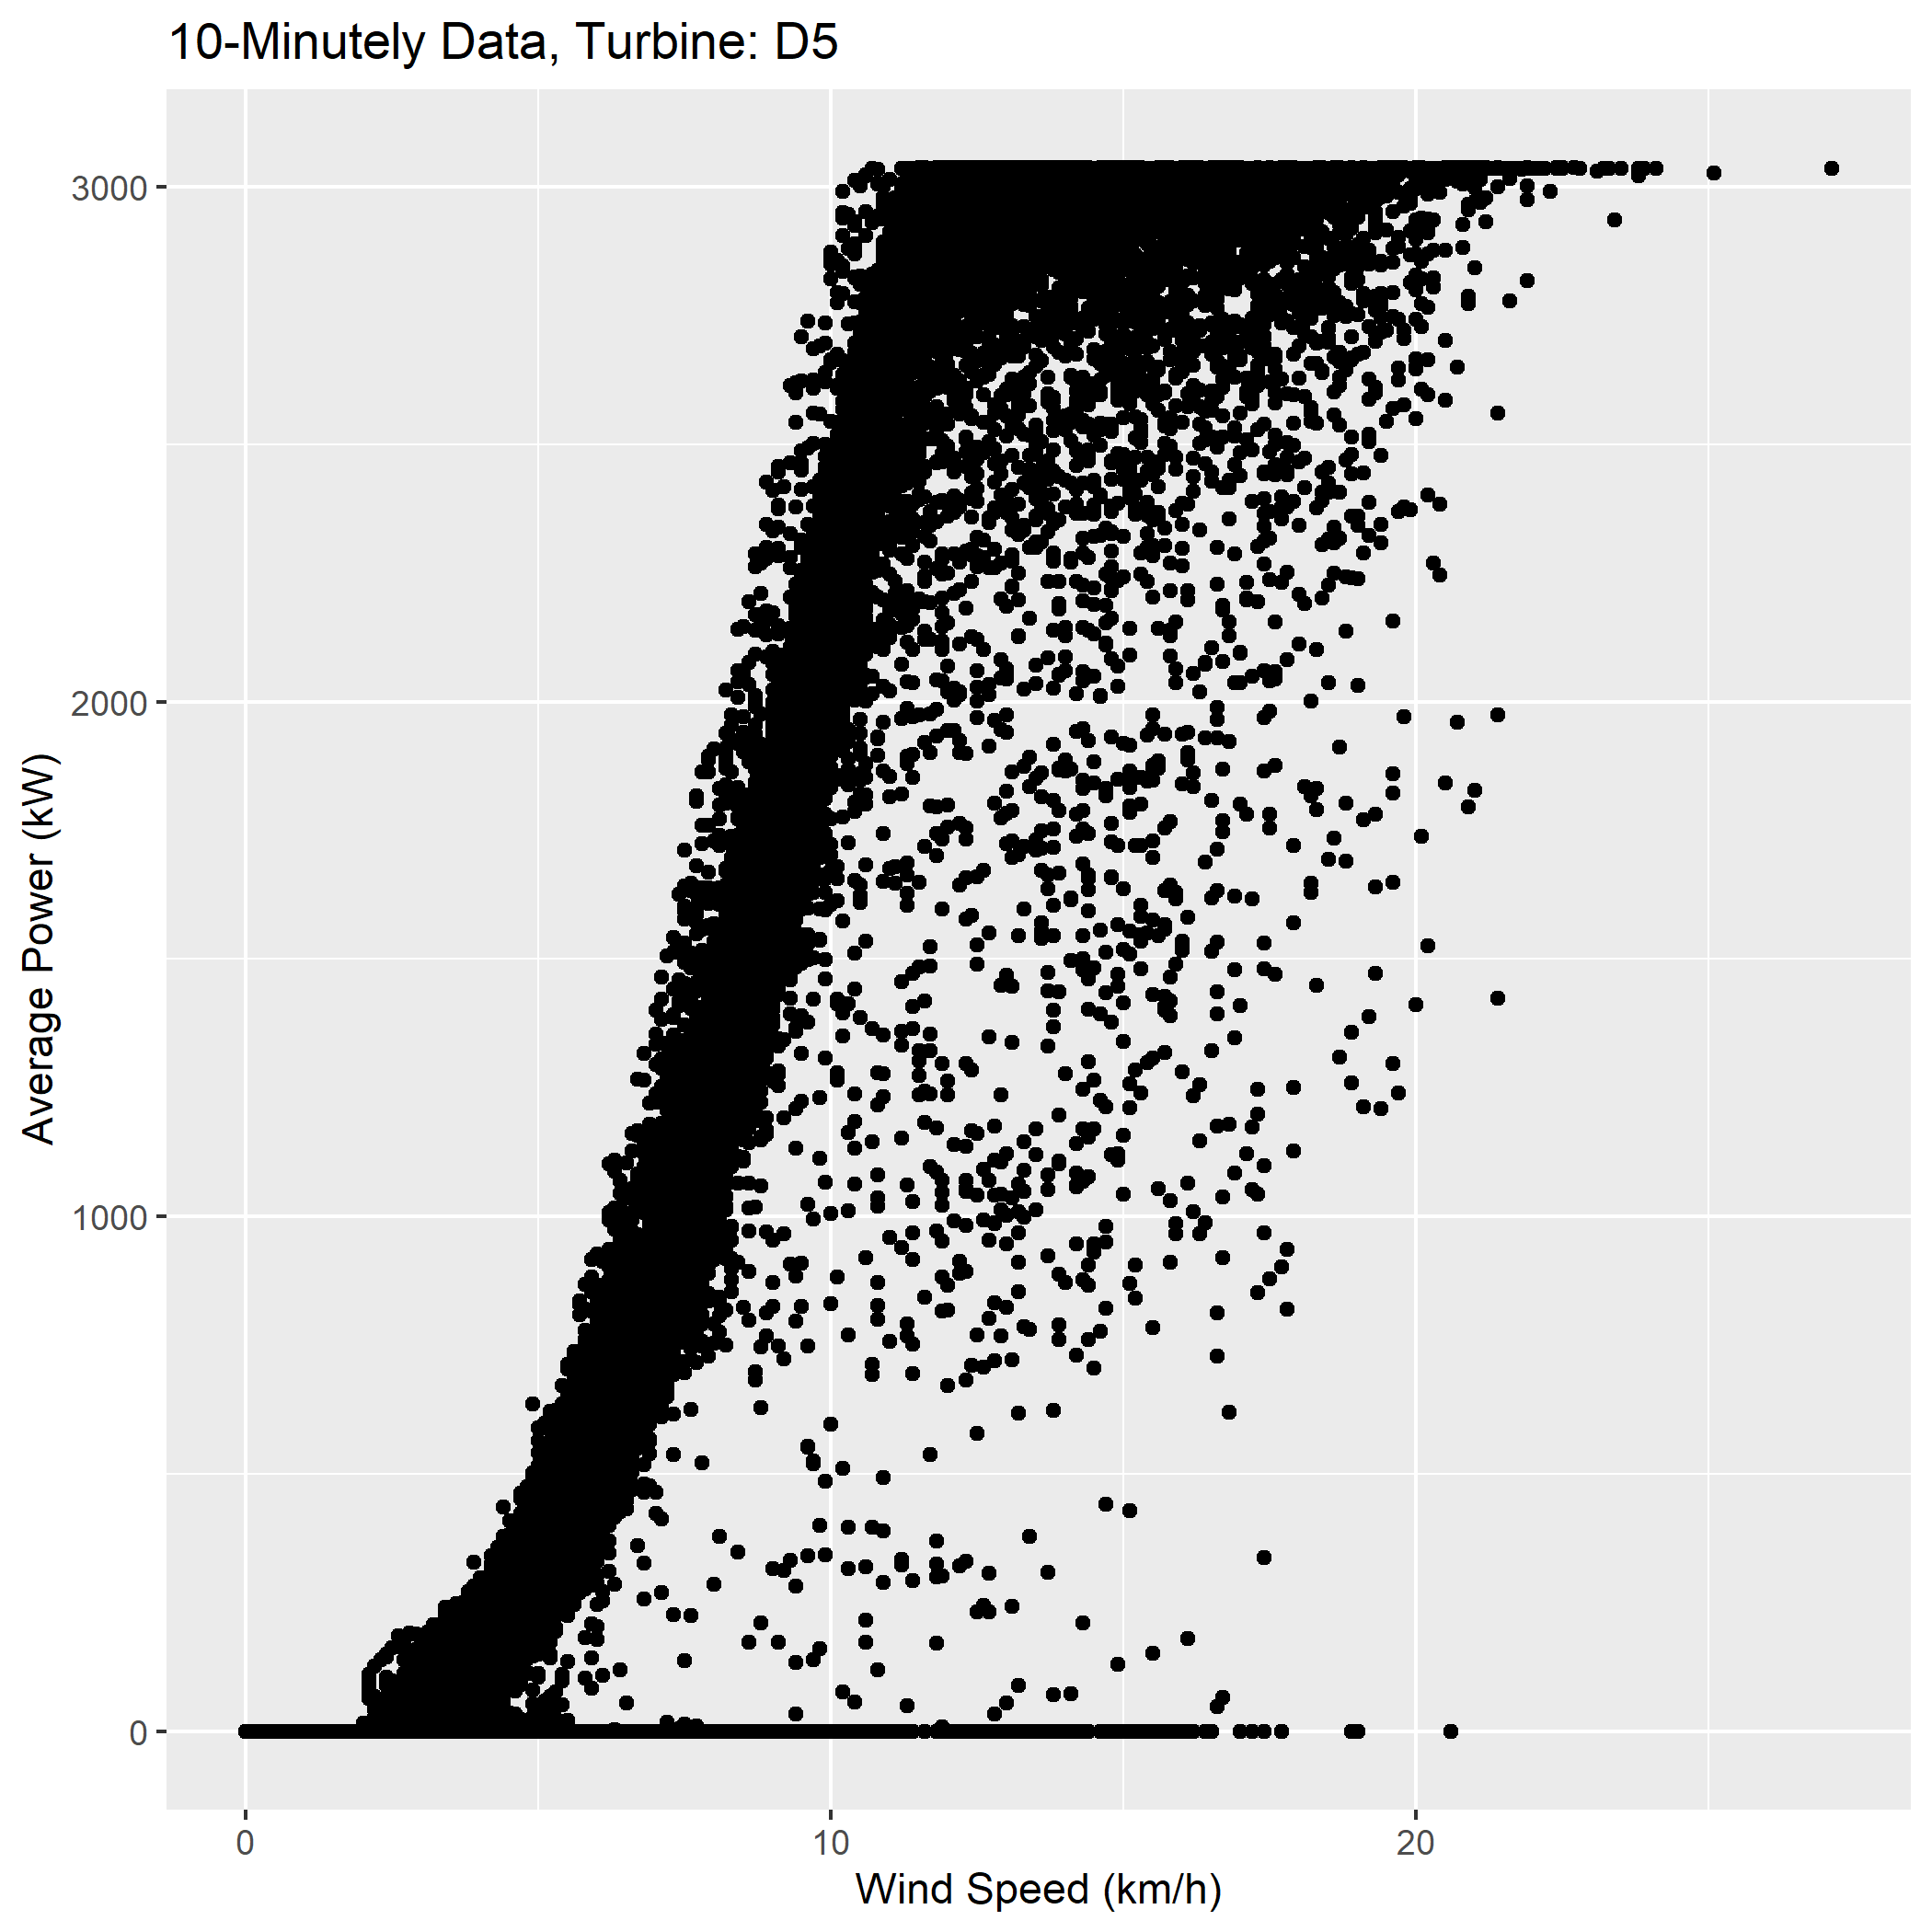 10-Minutely Data, Turbine: D5
Average Power (kW)
3000
2000
1000
0
0 10 20
Wind Speed (km/h)